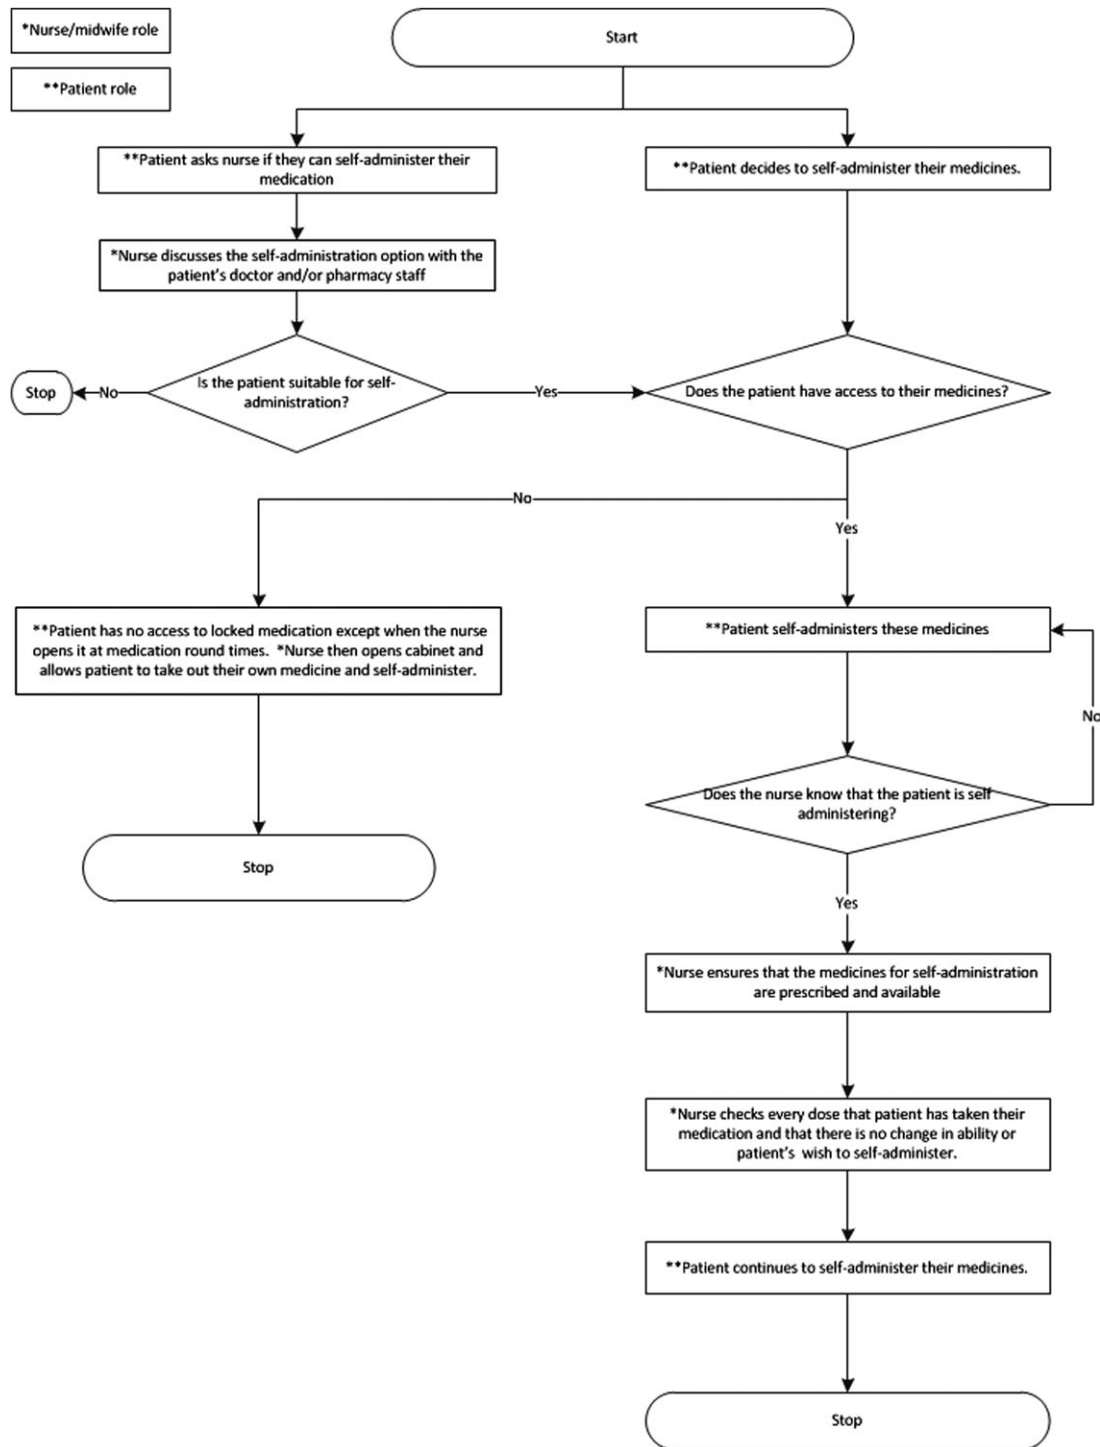 *Nurse/midwife role
**Patient role
Start
**Patient asks nurse if they can self-administer their
medication
**Patient decides to self-administer their medicines.
*Nurse discusses the self-administration option with the
patient's doctor and/or pharmacy staff
Stop
No
Is the patient suitable for self-
administration?
Yes
Does the patient have access to their medicines?
No
Yes
**Patient has no access to locked medication except when the nurse
opens it at medication round times. *Nurse then opens cabinet and
allows patient to take out their own medicine and self-administer.
**Patient self-administers these medicines
No
Does the nurse know that the patient is self
administering?
Stop
Yes
*Nurse ensures that the medicines for self-administration
are prescribed and available
*Nurse checks every dose that patient has taken their
medication and that there is no change in ability or
patient's wish to self-administer.
**Patient continues to self-administer their medicines.
Stop